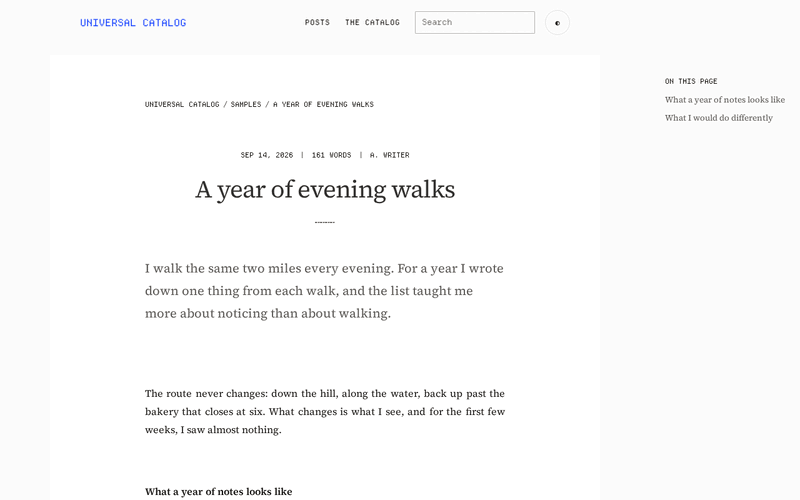 UNIVERSAL CATALOG
POSTS
THE CATALOG
Search
ON THIS PAGE
What a year of notes looks like
What I would do differently
UNIVERSAL CATALOG / SAMPLES / A YEAR OF EVENING WALKS
SEP 14, 2026 | 161 WORDS | A. WRITER
A year of evening walks
I walk the same two miles every evening. For a year I wrote
down one thing from each walk, and the list taught me
more about noticing than about walking.
The route never changes: down the hill, along the water, back up past the
bakery that closes at six. What changes is what I see, and for the first few
weeks, I saw almost nothing.
What a year of notes looks like